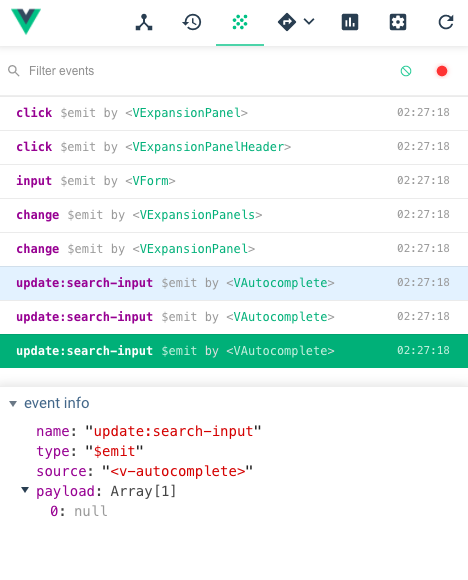 Filter events
click $emit by <VExpansionPanel> 02:27:18
click $emit by <VExpansionPanelHeader> 02:27:18
input $emit by <VForm> 02:27:18
change $emit by <VExpansionPanels> 02:27:18
change $emit by <VExpansionPanel> 02:27:18
update:search-input $emit by <VAutocomplete> 02:27:18
update:search-input $emit by <VAutocomplete> 02:27:18
update:search-input $emit by <VAutocomplete> 02:27:18
event info
name: "update:search-input"
type: "$emit"
source: "<v-autocomplete>"
payload: Array[1]
0: null